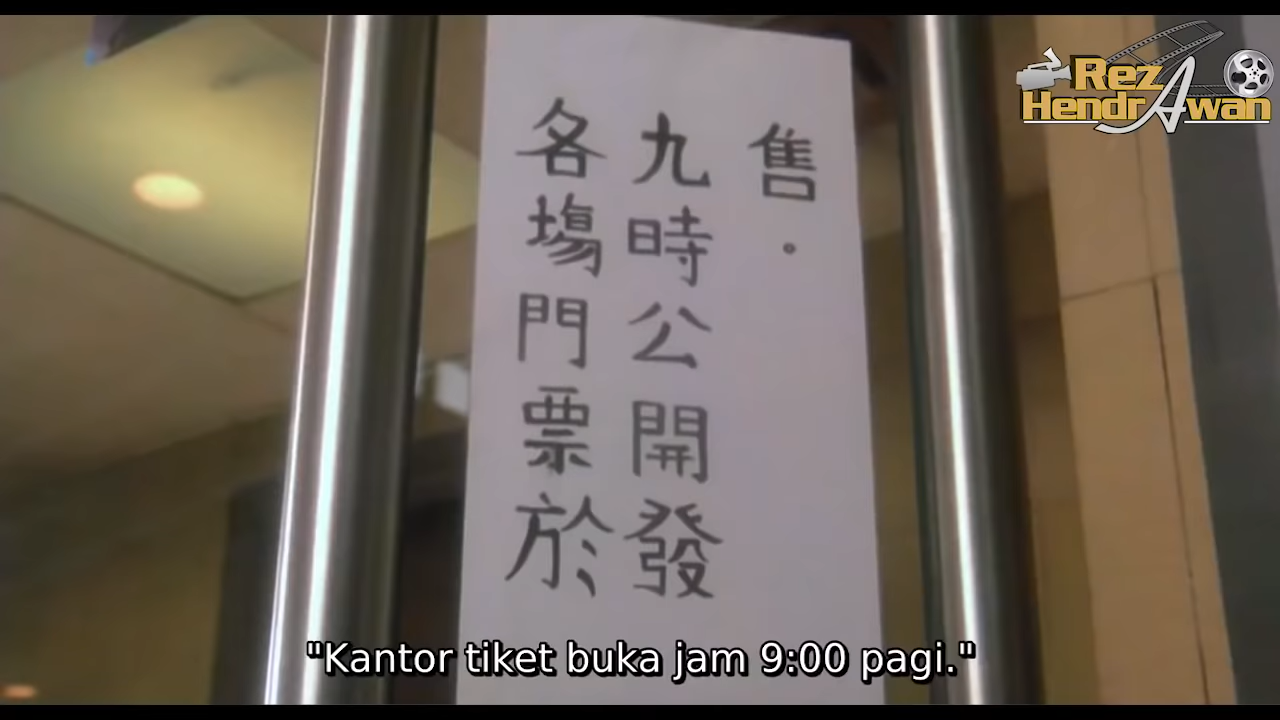 各塲門票於
九時公開發
售．
Rez
HendrAwan
"Kantor tiket buka jam 9:00 pagi."